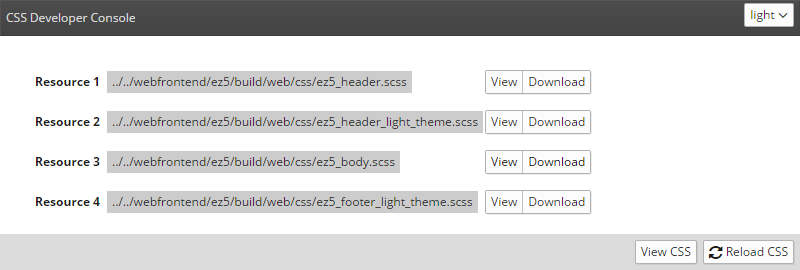 CSS Developer Console light
Resource 1 ../../webfrontend/ez5/build/web/css/ez5_header.scss View Download
Resource 2 ../../webfrontend/ez5/build/web/css/ez5_header_light_theme.scss View Download
Resource 3 ../../webfrontend/ez5/build/web/css/ez5_body.scss View Download
Resource 4 ../../webfrontend/ez5/build/web/css/ez5_footer_light_theme.scss View Download
View CSS Reload CSS